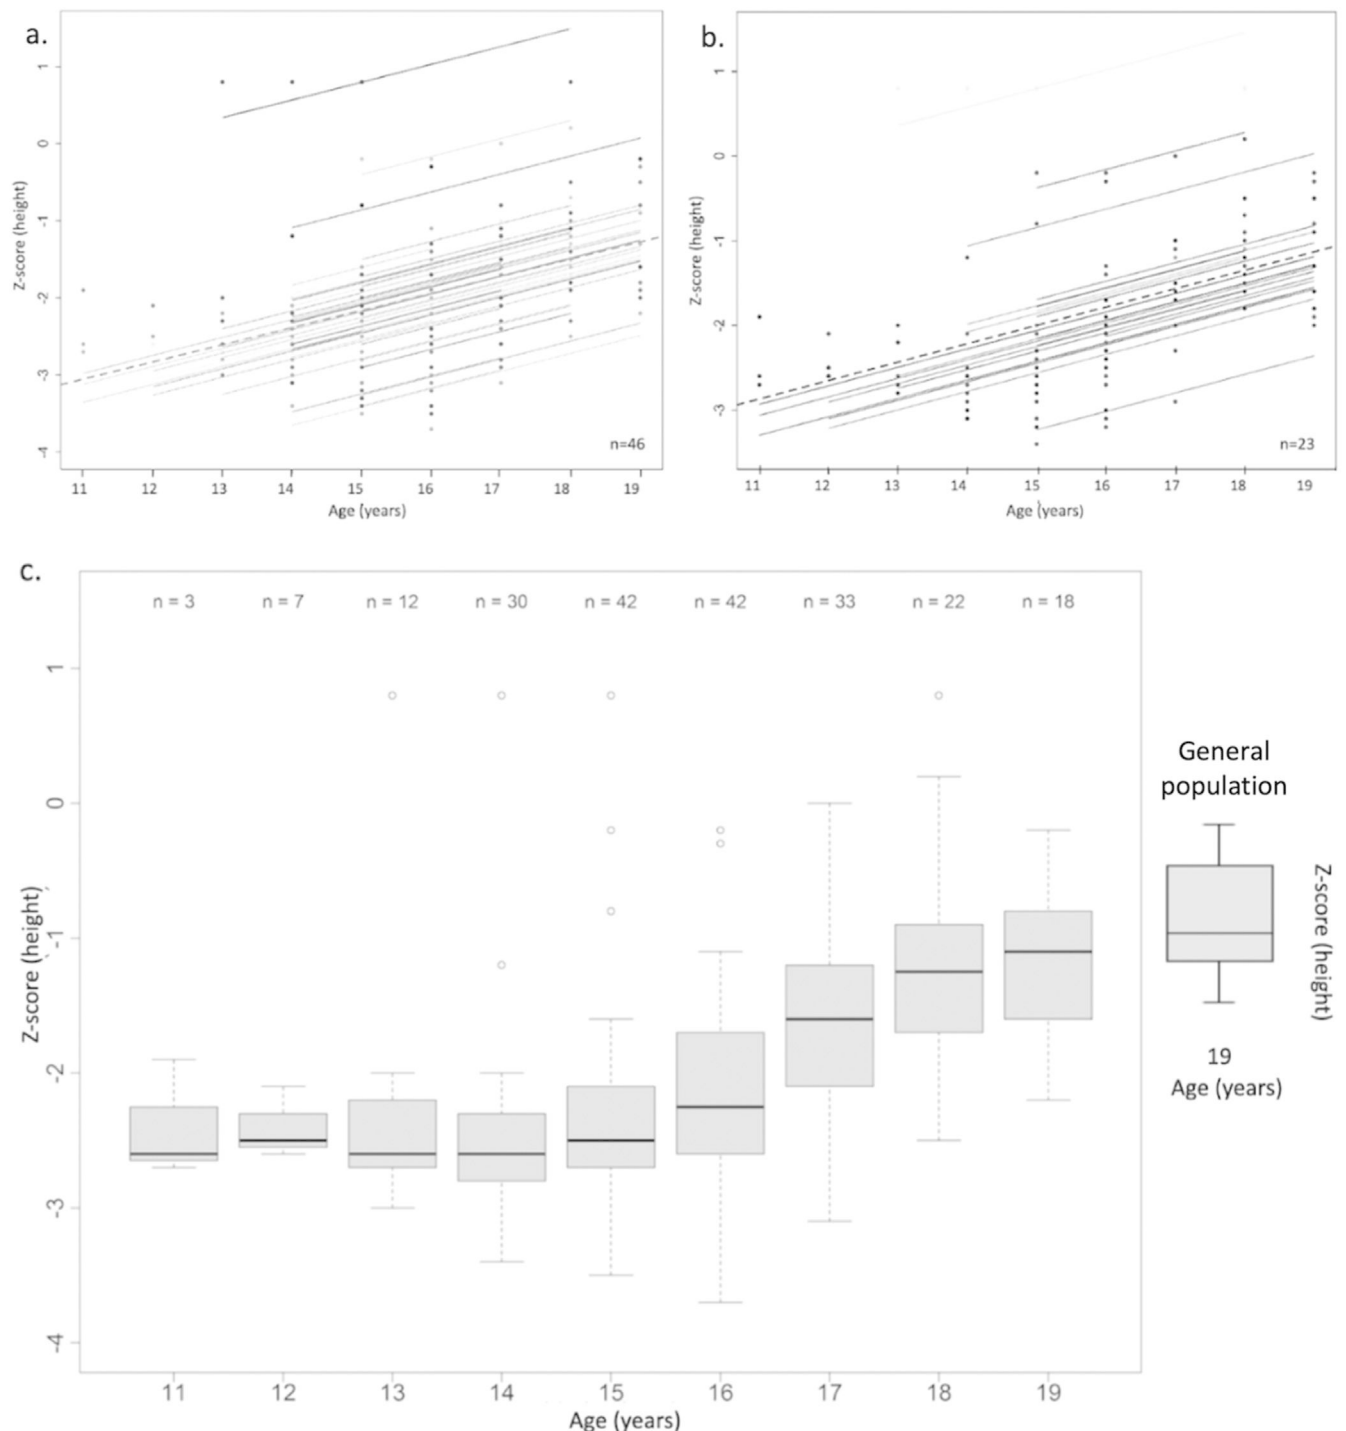 a.
1
0
-1
-2
-3
-4
Z-score (height)
n=46
11 12 13 14 15 16 17 18 19
Age (years)
b.
1
0
-1
-2
-3
Z-score (height)
n=23
11 12 13 14 15 16 17 18 19
Age (years)
c.
n = 3 n = 7 n = 12 n = 30 n = 42 n = 42 n = 33 n = 22 n = 18
1
0
-1
-2
-3
-4
Z-score (height)
11 12 13 14 15 16 17 18 19
Age (years)
General
population
Z-score (height)
19
Age (years)